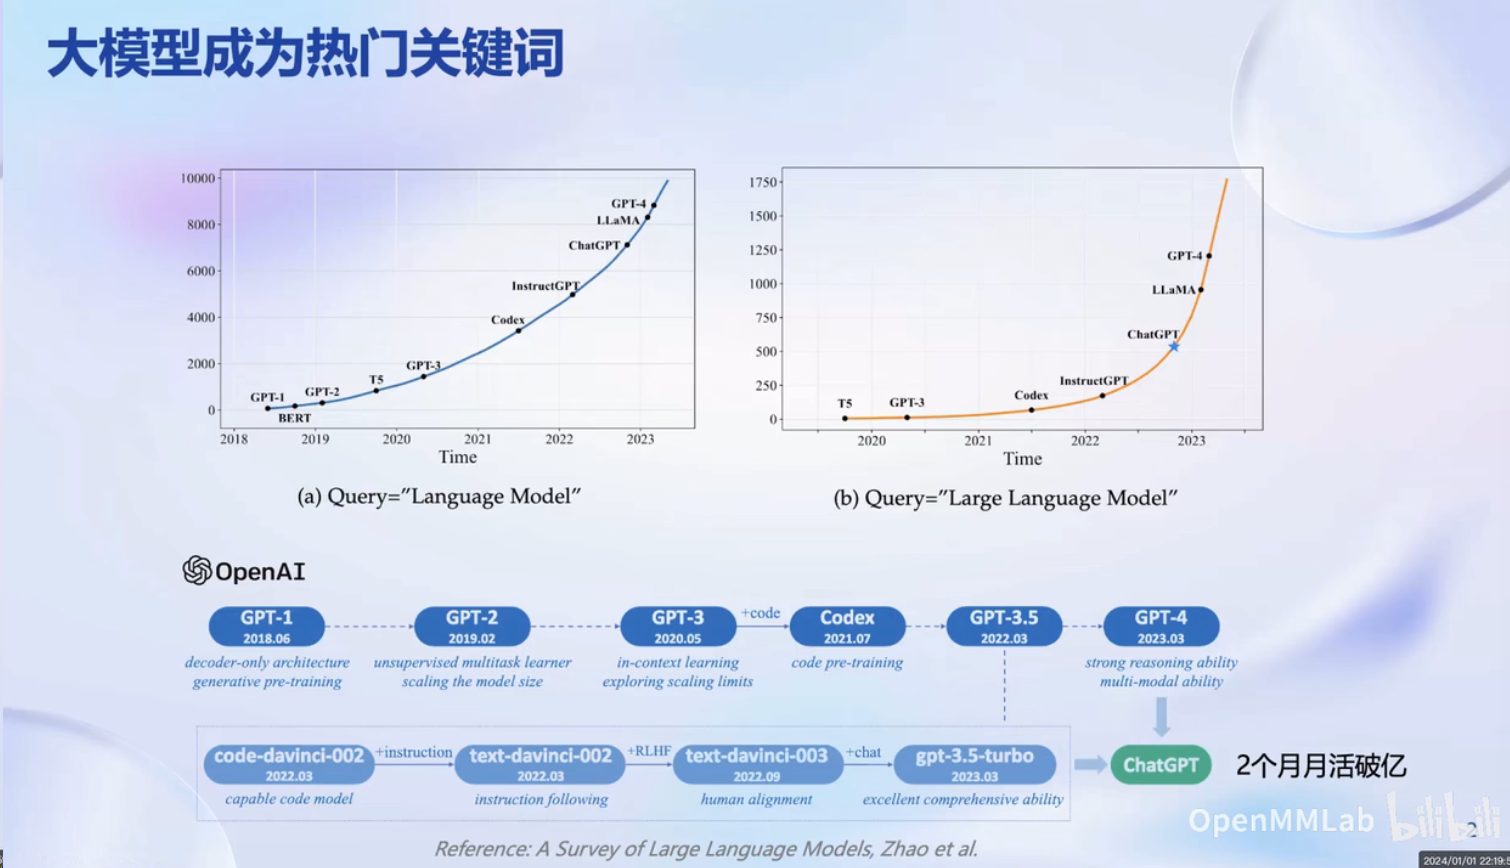 大模型成为热门关键词
10000
8000
6000
4000
2000
0
GPT-4
LLaMA
ChatGPT
InstructGPT
Codex
GPT-3
T5
GPT-2
GPT-1
BERT
2018 2019 2020 2021 2022 2023
Time
(a) Query="Language Model"
1750
1500
1250
1000
750
500
250
0
GPT-4
LLaMA
ChatGPT
InstructGPT
Codex
GPT-3
T5
2020 2021 2022 2023
Time
(b) Query="Large Language Model"
OpenAI
GPT-1
2018.06
decoder-only architecture
generative pre-training
GPT-2
2019.02
unsupervised multitask learner
scaling the model size
GPT-3
2020.05
in-context learning
exploring scaling limits
+code
Codex
2021.07
code pre-training
GPT-3.5
2022.03
GPT-4
2023.03
strong reasoning ability
multi-modal ability
code-davinci-002
2022.03
capable code model
+instruction
text-davinci-002
2022.03
instruction following
+RLHF
text-davinci-003
2022.09
human alignment
+chat
gpt-3.5-turbo
2023.03
excellent comprehensive ability
ChatGPT
2个月月活破亿
OpenMMLab bilibili
2
Reference: A Survey of Large Language Models, Zhao et al.
2024/01/01 22:19: